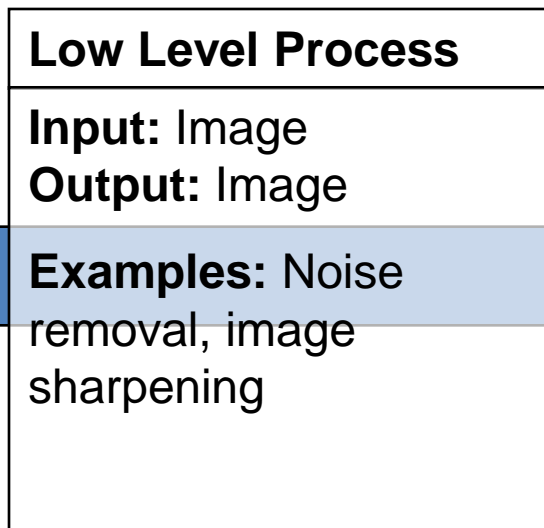 Low Level Process
Input: Image
Output: Image
Examples: Noise
removal, image
sharpening